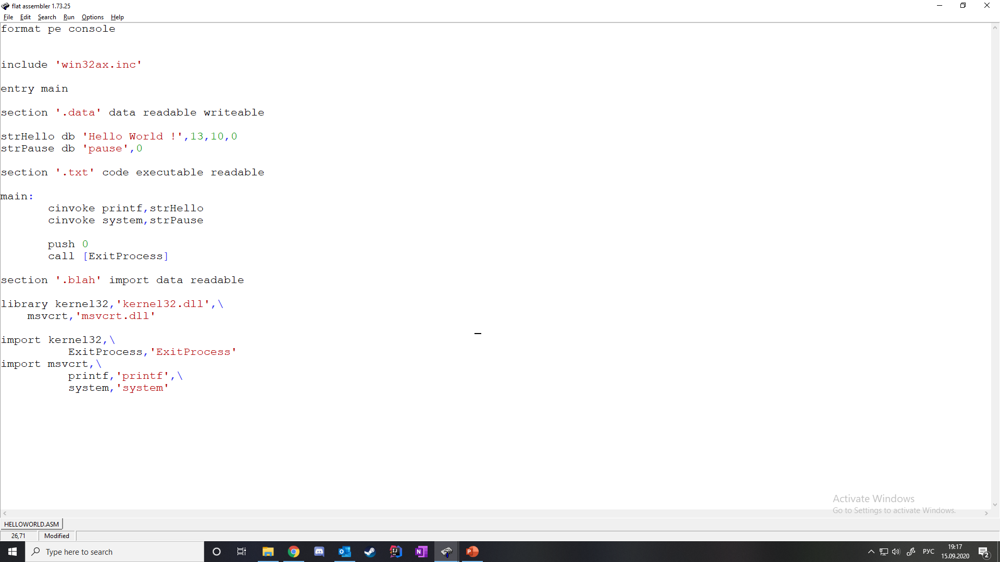 flat assembler 1.73.25
File Edit Search Run Options Help
format pe console
include 'win32ax.inc'
entry main
section '.data' data readable writeable
strHello db 'Hello World !',13,10,0
strPause db 'pause',0
section '.txt' code executable readable
main:
cinvoke printf,strHello
cinvoke system,strPause
push 0
call [ExitProcess]
section '.blah' import data readable
library kernel32,'kernel32.dll',\
msvcrt,'msvcrt.dll'
import kernel32,\
ExitProcess,'ExitProcess'
import msvcrt,\
printf,'printf',\
system,'system'
Activate Windows
Go to Settings to activate Windows.
HELLOWORLD.ASM
26,71 Modified
Type here to search
РУС
19:17
15.09.2020
2